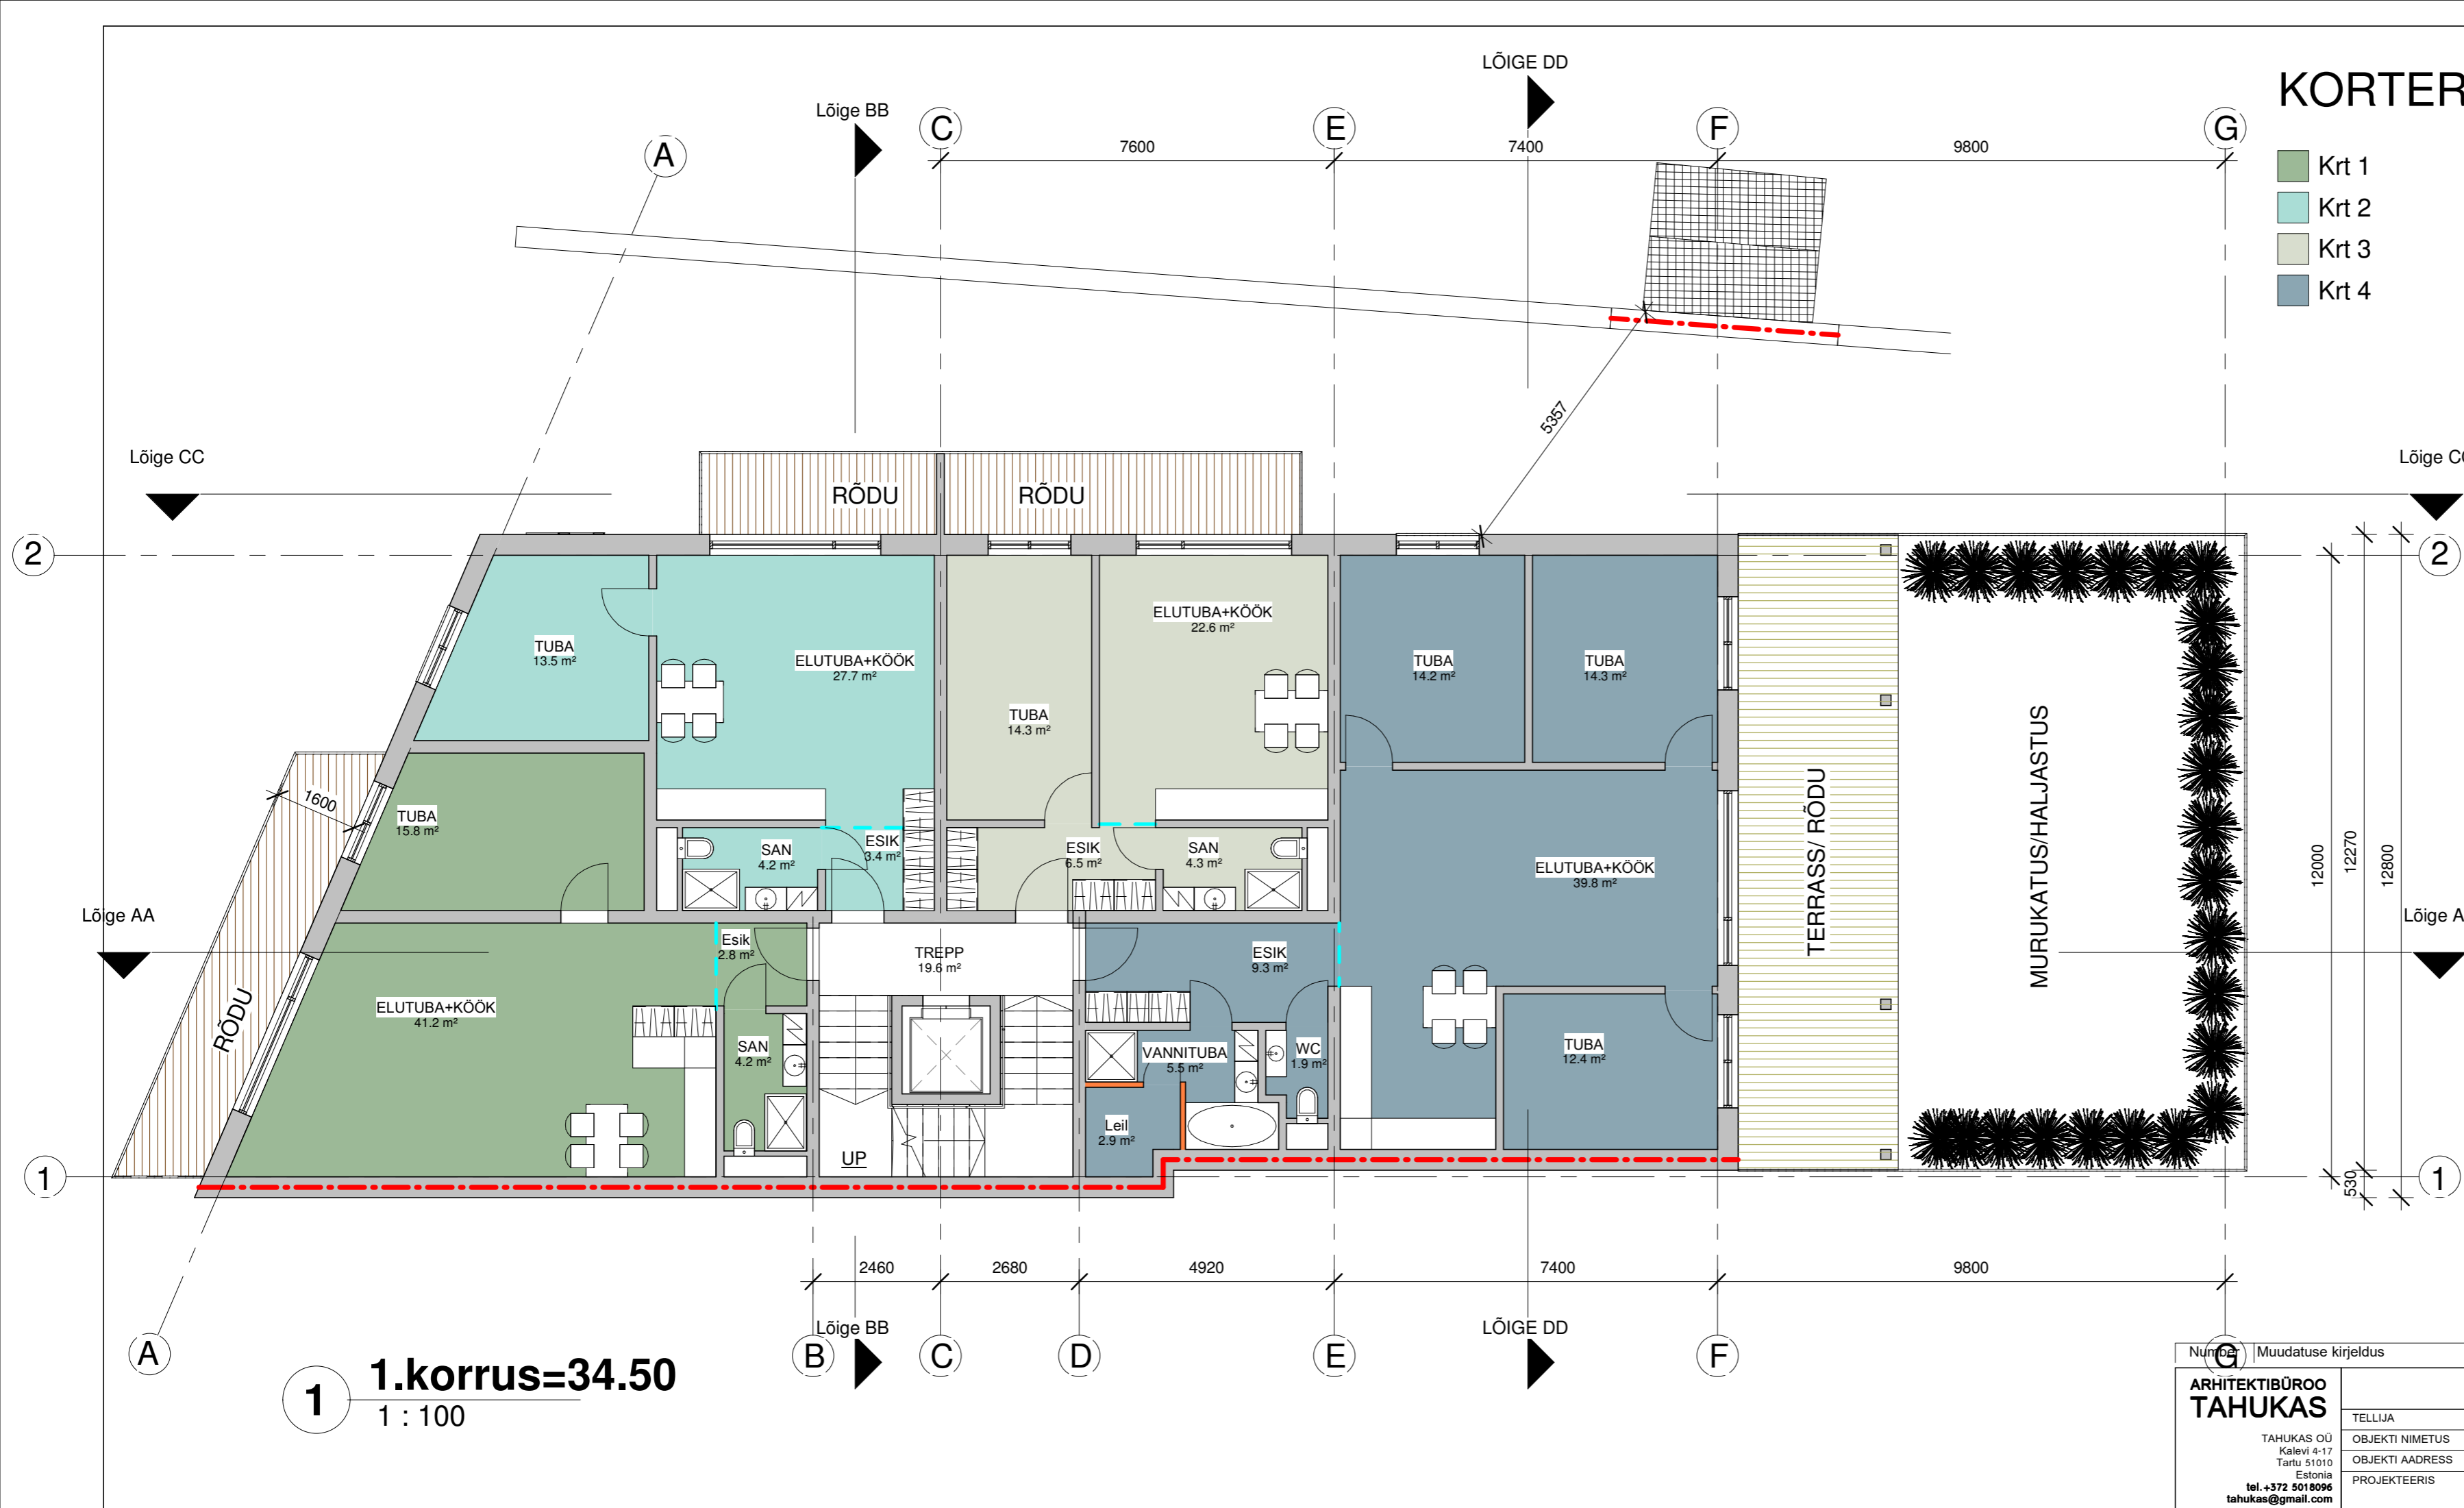 LÕIGE DD
KORTER
Lõige BB
C
E
F
G
A
7600
7400
9800
Krt 1
Krt 2
Krt 3
Krt 4
5357
Lõige CC
Lõige C
RÕDU
RÕDU
2
2
ELUTUBA+KÖÖK
22.6 m²
TUBA
13.5 m²
ELUTUBA+KÖÖK
27.7 m²
TUBA
14.2 m²
TUBA
14.3 m²
TUBA
14.3 m²
1600
TUBA
15.8 m²
SAN
4.2 m²
ESIK
3.4 m²
ESIK
6.5 m²
SAN
4.3 m²
ELUTUBA+KÖÖK
39.8 m²
TERRASS/ RÕDU
MURUKATUS/HALJASTUS
12000
12270
12800
Lõige AA
Lõige A
Esik
2.8 m²
TREPP
19.6 m²
ESIK
9.3 m²
RÕDU
ELUTUBA+KÖÖK
41.2 m²
SAN
4.2 m²
VANNITUBA
5.5 m²
WC
1.9 m²
TUBA
12.4 m²
Leil
2.9 m²
UP
1
1
530
2460
2680
4920
7400
9800
Lõige BB
LÕIGE DD
A
B
C
D
E
F
G
1
1.korrus=34.50
1 : 100
Number
Muudatuse kirjeldus
ARHITEKTIBÜROO
TAHUKAS
TAHUKAS OÜ
Kalevi 4-17
Tartu 51010
Estonia
tel.+372 5018096
tahukas@gmail.com
TELLIJA
OBJEKTI NIMETUS
OBJEKTI AADRESS
PROJEKTEERIS